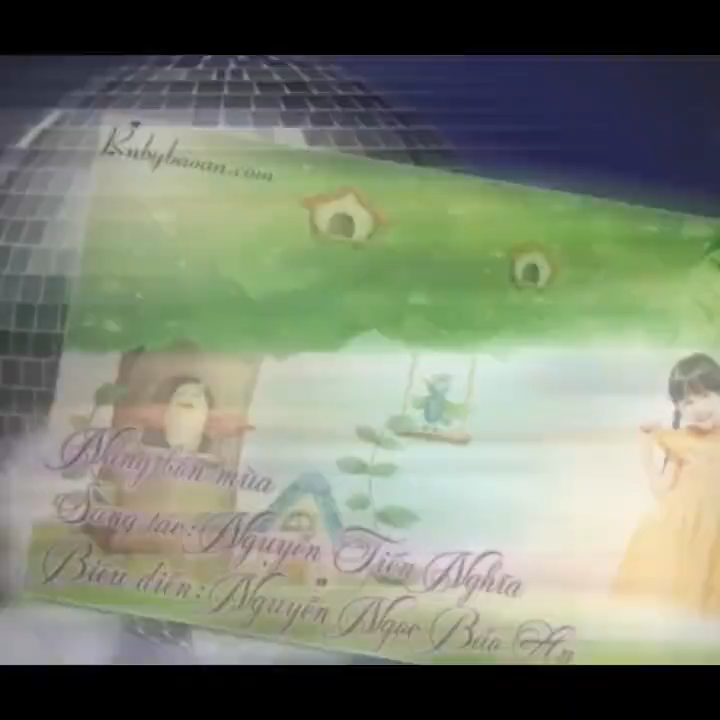 Rubybaoan.com
Nắng bốn mùa
Sáng tác: Nguyễn Tiến Nghĩa
Biểu diễn: Nguyễn Ngọc Bảo An